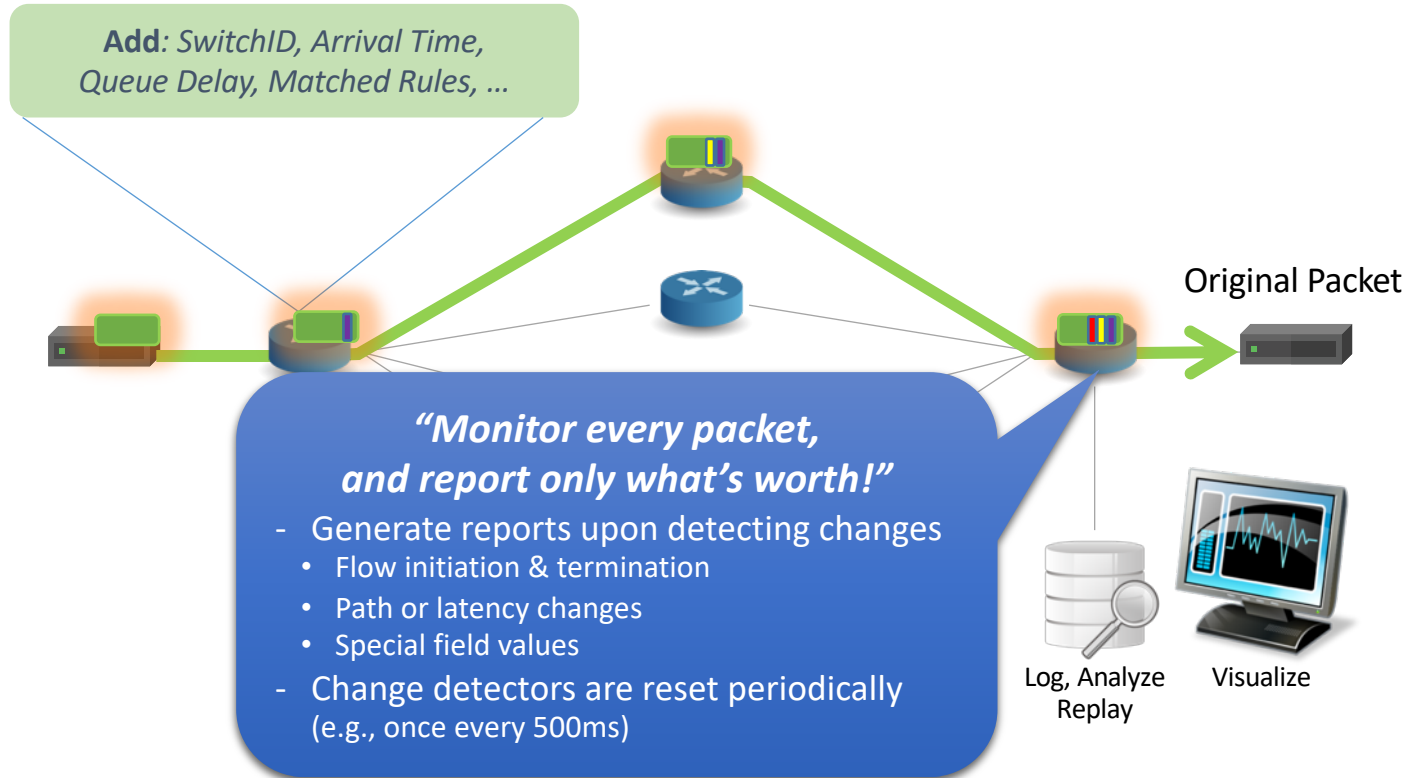 Add: SwitchID, Arrival Time,
Queue Delay, Matched Rules, …
Original Packet
“Monitor every packet,
and report only what’s worth!”
- Generate reports upon detecting changes
• Flow initiation & termination
• Path or latency changes
• Special field values
- Change detectors are reset periodically
(e.g., once every 500ms)
Log, Analyze
Replay
Visualize